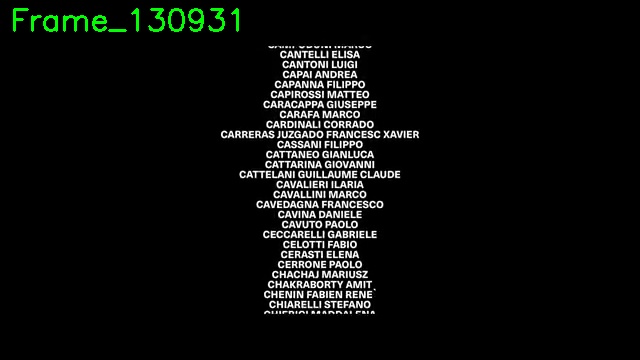 Frame_130931
CANTELLI ELISA
CANTONI LUIGI
CAPAI ANDREA
CAPANNA FILIPPO
CAPIROSSI MATTEO
CARACAPPA GIUSEPPE
CARAFA MARCO
CARDINALI CORRADO
CARRERAS JUZGADO FRANCESC XAVIER
CASSANI FILIPPO
CATTANEO GIANLUCA
CATTARINA GIOVANNI
CATTELANI GUILLAUME CLAUDE
CAVALIERI ILARIA
CAVALLINI MARCO
CAVEDAGNA FRANCESCO
CAVINA DANIELE
CAVUTO PAOLO
CECCARELLI GABRIELE
CELOTTI FABIO
CERASTI ELENA
CERRONE PAOLO
CHACHAJ MARIUSZ
CHAKRABORTY AMIT
CHENIN FABIEN RENE`
CHIARELLI STEFANO